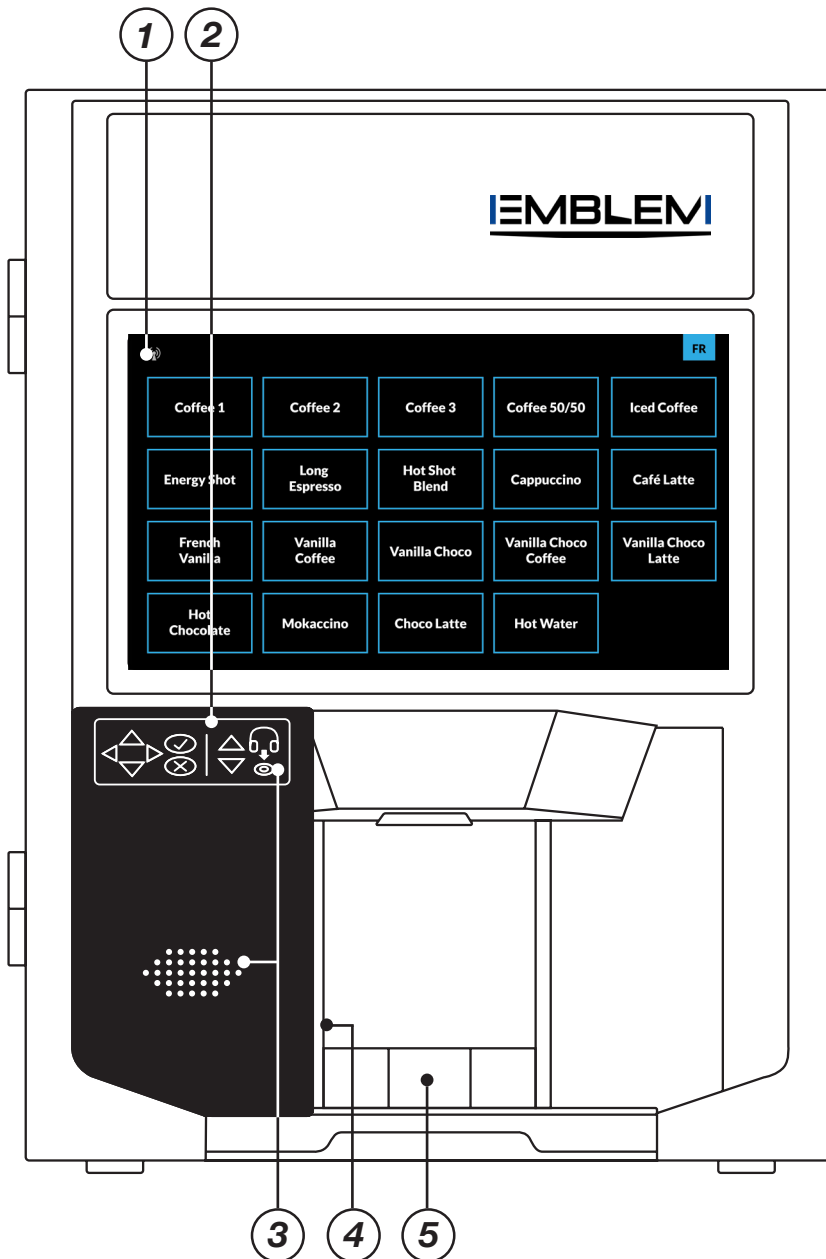 1 2
EMBLEM
FR
Coffee 1 Coffee 2 Coffee 3 Coffee 50/50 Iced Coffee
Energy Shot
Long
Espresso
Hot Shot
Blend
Cappuccino
Café Latte
French
Vanilla
Vanilla
Coffee
Vanilla Choco
Vanilla Choco
Coffee
Vanilla Choco
Latte
Hot
Chocolate
Mokaccino
Choco Latte
Hot Water
3 4 5